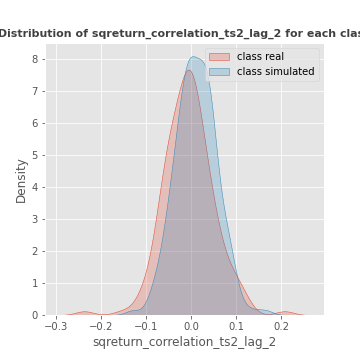 Distribution of sqreturn_correlation_ts2_lag_2 for each clas
class real
class simulated
8
7
6
5
4
3
2
1
0
Density
−0.3 −0.2 −0.1 0.0 0.1 0.2
sqreturn_correlation_ts2_lag_2